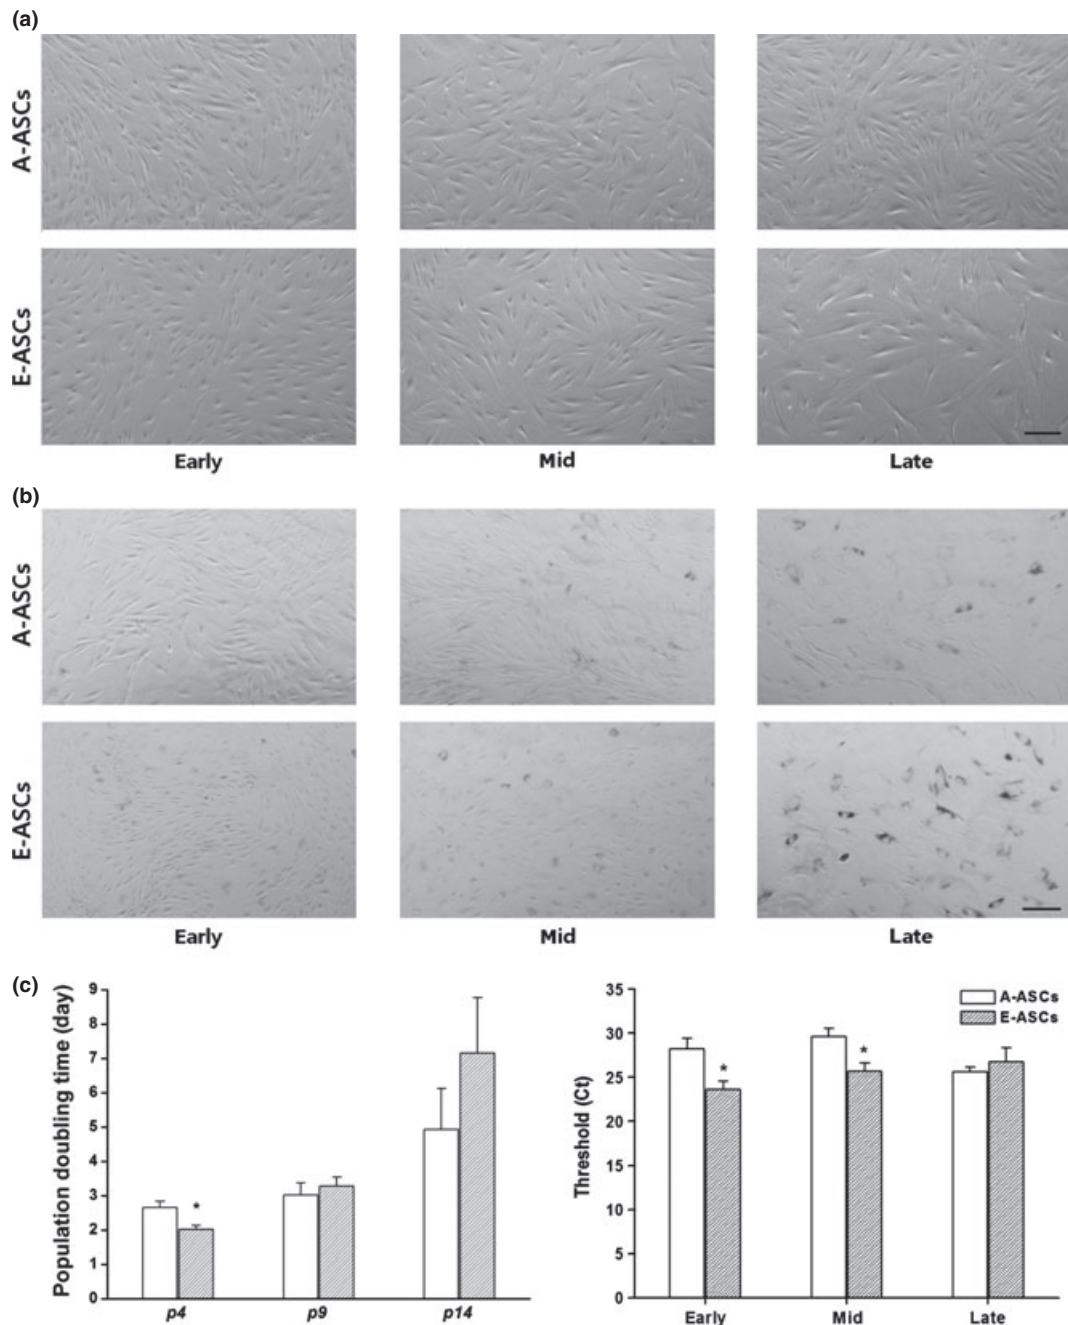 (a)
A-ASCs
E-ASCs
Early Mid Late
(b)
A-ASCs
E-ASCs
Early Mid Late
(c)
Population doubling time (day)
9
8
7
6
5
4
3
2
1
0
*
p4 p9 p14
Threshold (Ct)
35
30
25
20
15
10
5
0
A-ASCs
E-ASCs
*
*
Early Mid Late